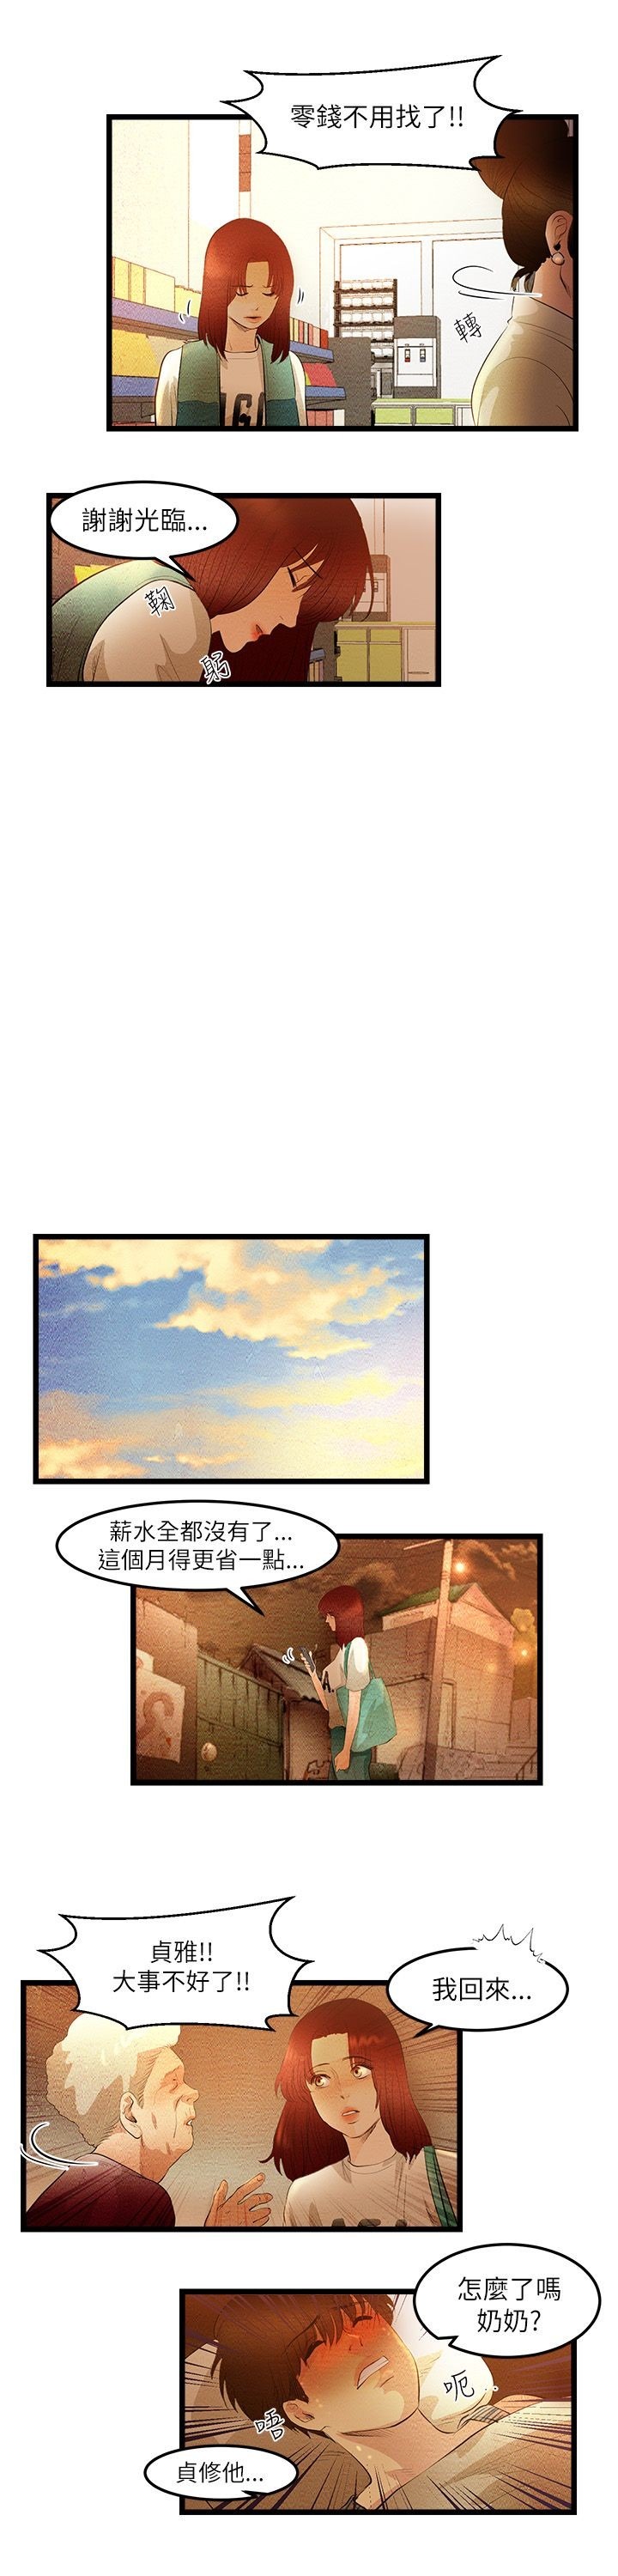 零錢不用找了!!
轉
謝謝光臨...
鞠
躬
薪水全都沒有了...
這個月得更省一點...
我回來...
貞雅!!
大事不好了!!
怎麼了嗎
奶奶?
呃...
唔
貞修他...